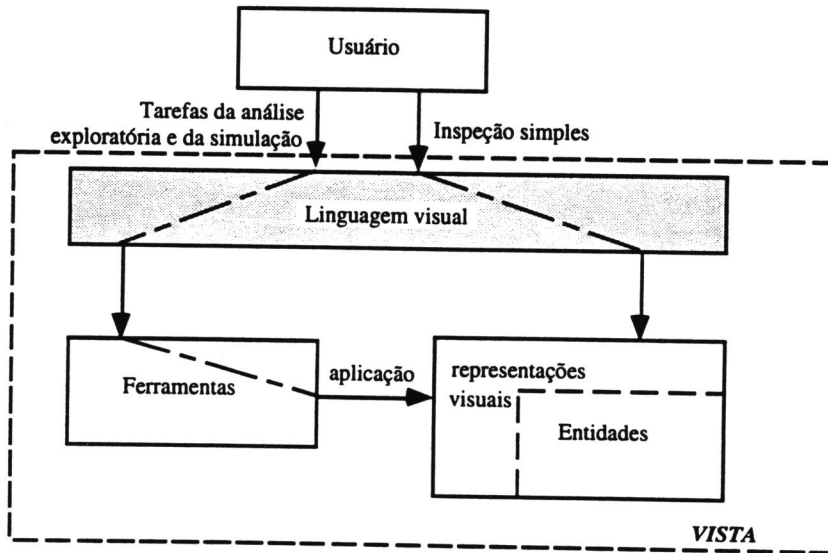 Usuário
Tarefas da análise
exploratória e da simulação
Inspeção simples
Linguagem visual
Ferramentas
aplicação
representações
visuais
Entidades
VISTA